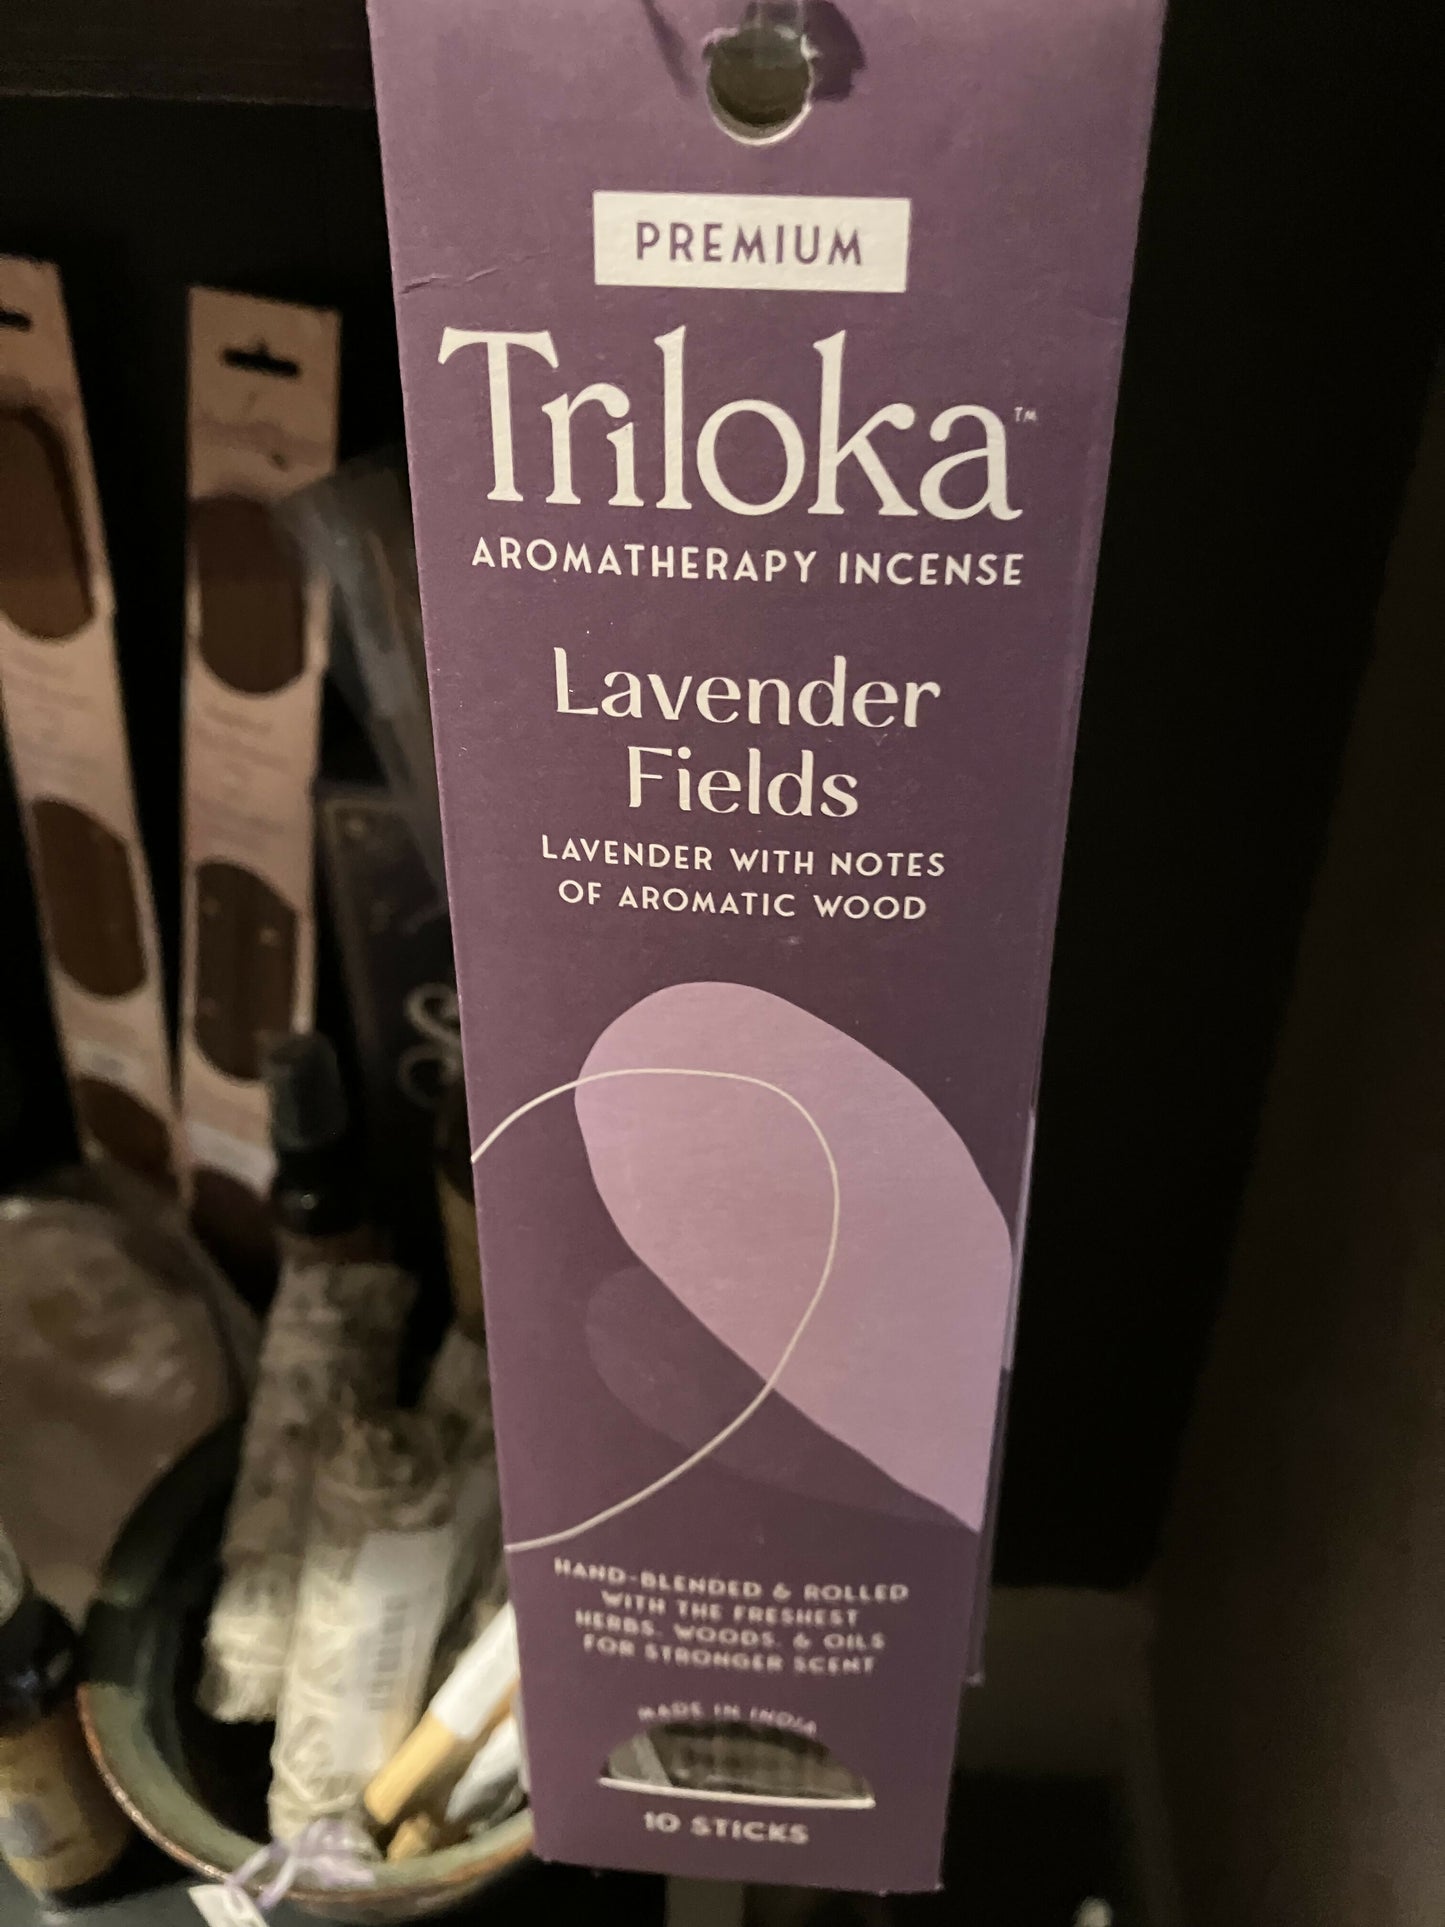 PREMIUM
Triloka™
AROMATHERAPY INCENSE
Lavender
Fields
LAVENDER WITH NOTES
OF AROMATIC WOOD
HAND-BLENDED & ROLLED
WITH THE FRESHEST
HERBS, WOODS, & OILS
FOR STRONGER SCENT
MADE IN INDIA
10 STICKS